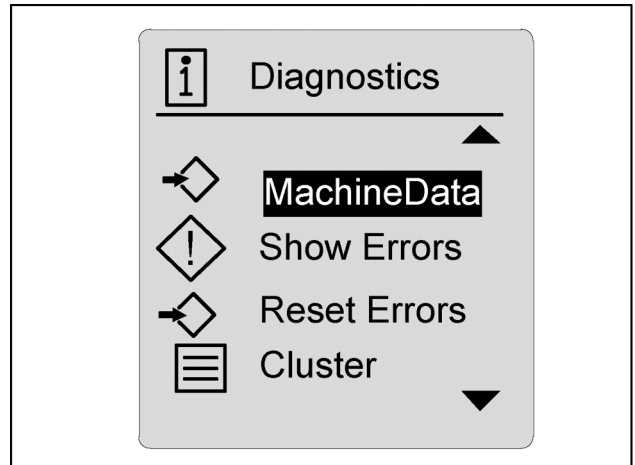 Diagnostics
MachineData
Show Errors
Reset Errors
Cluster